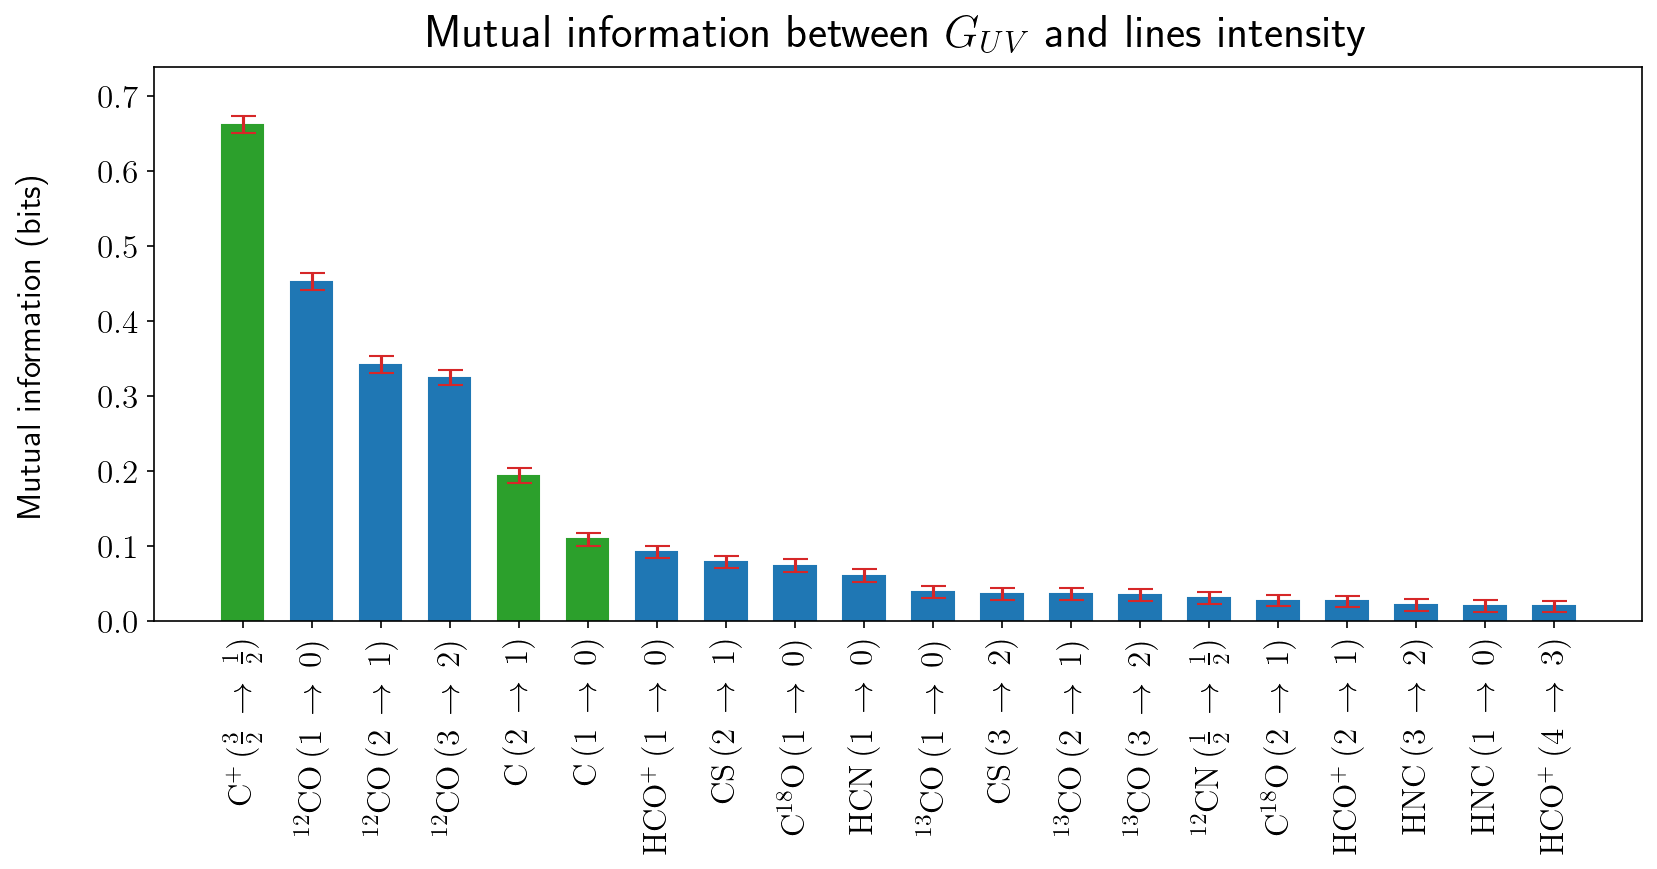 Mutual information between G_{UV} and lines intensity
Mutual information (bits)
0.7
0.6
0.5
0.4
0.3
0.2
0.1
0.0
C⁺ (3/2 → 1/2)
¹²CO (1 → 0)
¹²CO (2 → 1)
¹²CO (3 → 2)
C (2 → 1)
C (1 → 0)
HCO⁺ (1 → 0)
CS (2 → 1)
C¹⁸O (1 → 0)
HCN (1 → 0)
¹³CO (1 → 0)
CS (3 → 2)
¹³CO (2 → 1)
¹³CO (3 → 2)
¹²CN (1/2 → 1/2)
C¹⁸O (2 → 1)
HCO⁺ (2 → 1)
HNC (3 → 2)
HNC (1 → 0)
HCO⁺ (4 → 3)